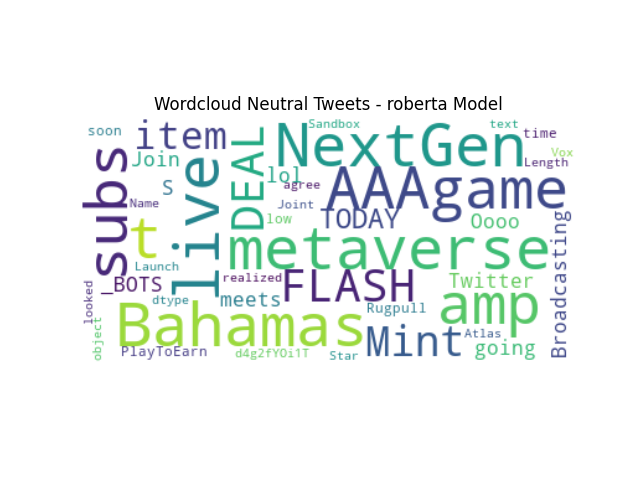 Wordcloud Neutral Tweets - roberta Model
soon
item
Sandbox
text
time
NextGen
Join
Vox
Length
subs
live
DEAL
lol
agree
AAAgame
S
Name
Joint
TODAY
Oooo
low
t
metaverse
Broadcasting
Launch
_BOTS
realized
FLASH
Twitter
looked
dtype
meets
Rugpull
amp
Bahamas
Mint
Atlas
object
PlayToEarn
d4g2fYOi1T
Star
going